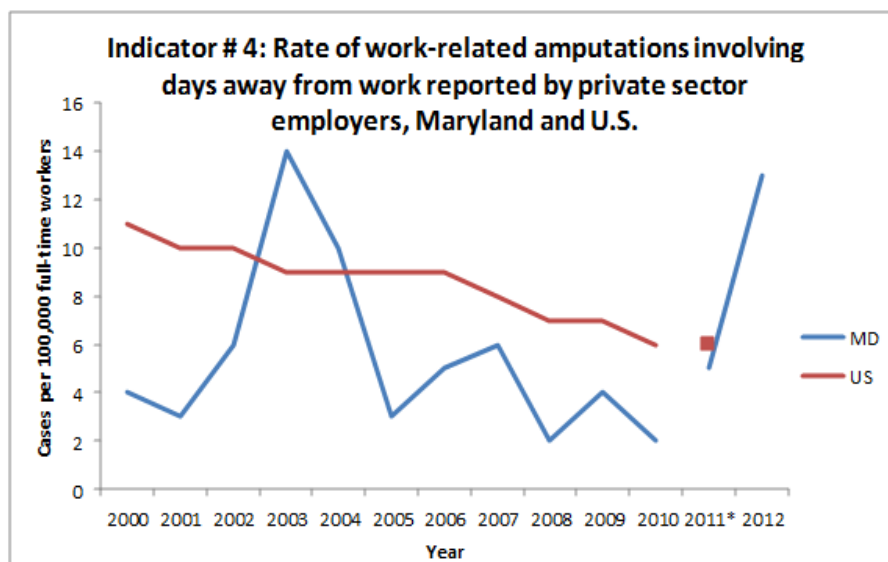 Indicator # 4: Rate of work-related amputations involving
days away from work reported by private sector
employers, Maryland and U.S.
16
14
12
10
8
6
4
2
0
Cases per 100,000 full-time workers
2000 2001 2002 2003 2004 2005 2006 2007 2008 2009 2010 2011* 2012
Year
MD
US